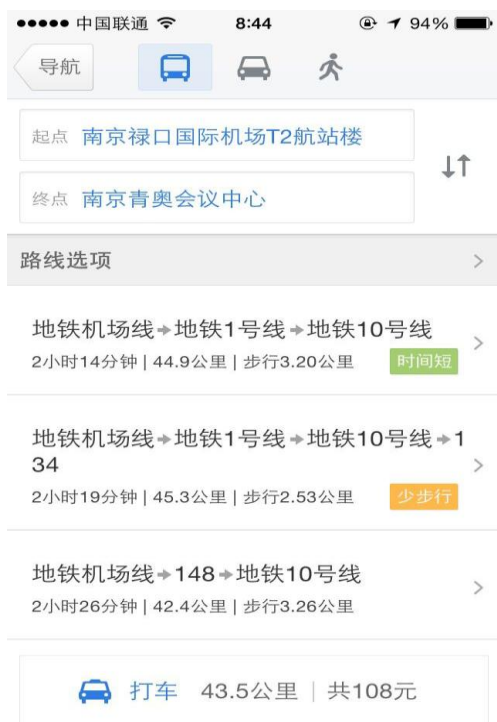 中国联通 8:44 94%
导航
起点 南京禄口国际机场T2航站楼
终点 南京青奥会议中心
路线选项
地铁机场线→地铁1号线→地铁10号线
2小时14分钟 | 44.9公里 | 步行3.20公里 时间短
地铁机场线→地铁1号线→地铁10号线→1
34
2小时19分钟 | 45.3公里 | 步行2.53公里 少步行
地铁机场线→148→地铁10号线
2小时26分钟 | 42.4公里 | 步行3.26公里
打车 43.5公里 | 共108元